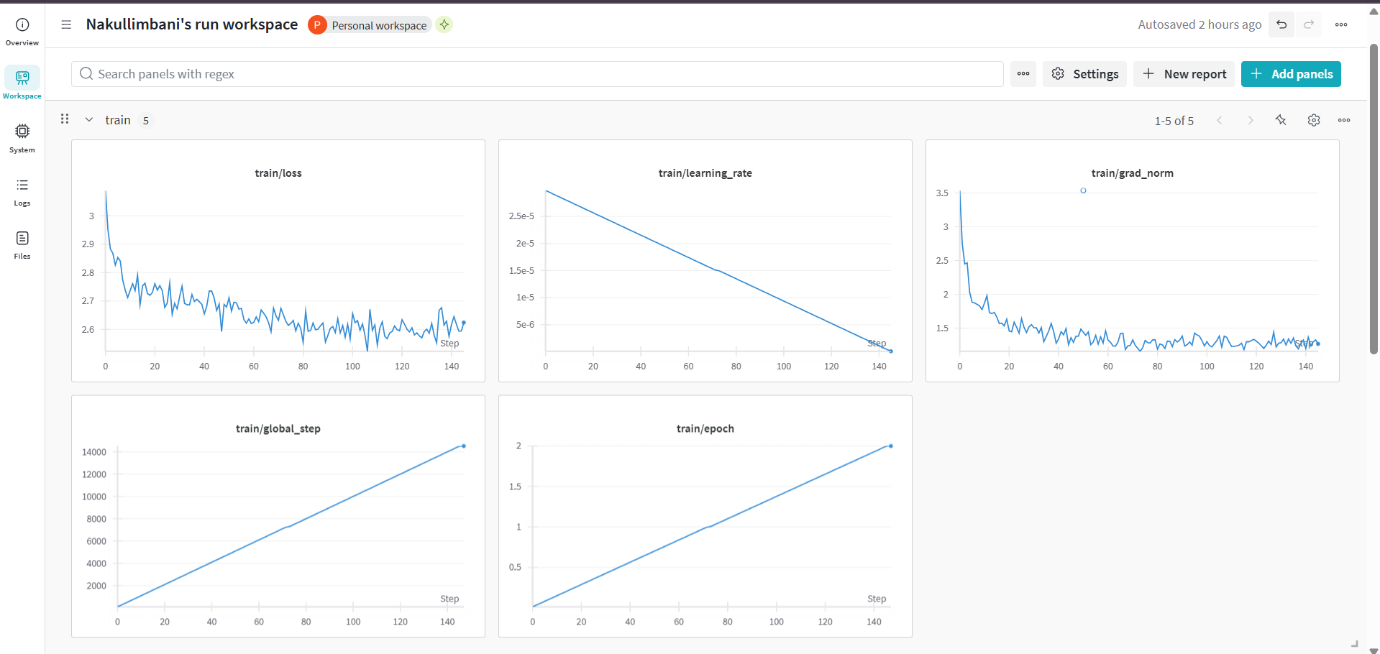 Overview
Workspace
System
Logs
Files
Nakullimbani's run workspace
P Personal workspace
Autosaved 2 hours ago
Search panels with regex
Settings
New report
Add panels
train 5
1-5 of 5
train/loss
3
2.9
2.8
2.7
2.6
Step
0 20 40 60 80 100 120 140
train/learning_rate
2.5e-5
2e-5
1.5e-5
1e-5
5e-6
Step
0 20 40 60 80 100 120 140
train/grad_norm
3.5
3
2.5
2
1.5
Step
0 20 40 60 80 100 120 140
train/global_step
14000
12000
10000
8000
6000
4000
2000
Step
0 20 40 60 80 100 120 140
train/epoch
2
1.5
1
0.5
Step
0 20 40 60 80 100 120 140